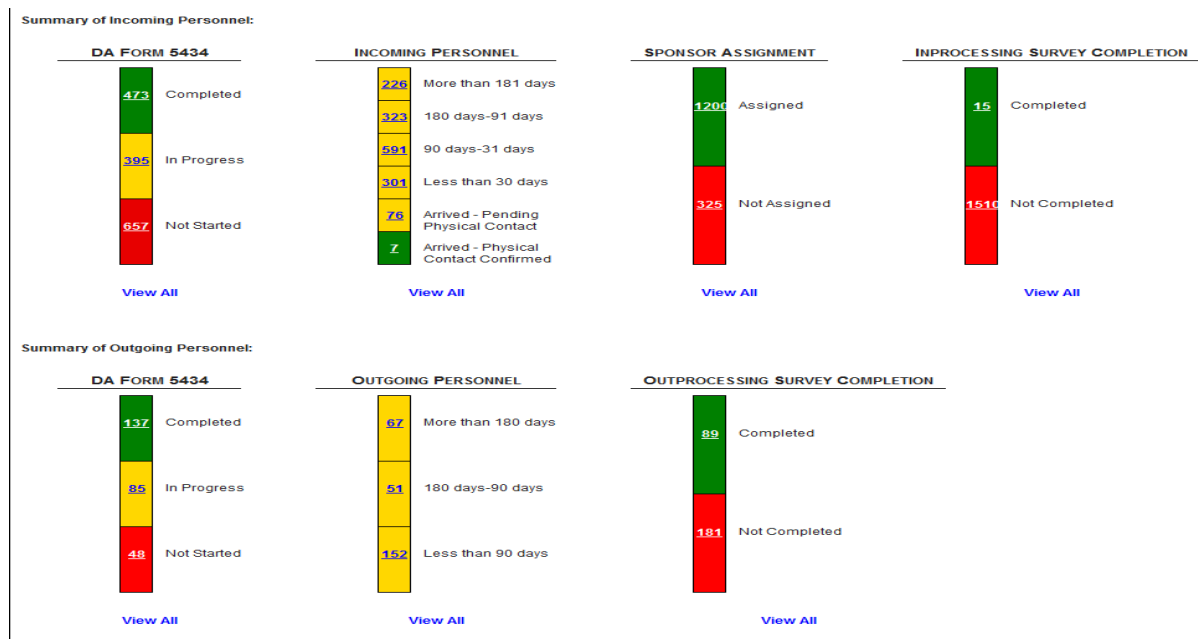 Summary of Incoming Personnel:
DA FORM 5434
473 Completed
395 In Progress
657 Not Started
View All
INCOMING PERSONNEL
226 More than 181 days
323 180 days-91 days
591 90 days-31 days
301 Less than 30 days
76 Arrived - Pending
Physical Contact
7 Arrived - Physical
Contact Confirmed
View All
SPONSOR ASSIGNMENT
1200 Assigned
325 Not Assigned
View All
INPROCESSING SURVEY COMPLETION
15 Completed
1510 Not Completed
View All
Summary of Outgoing Personnel:
DA FORM 5434
137 Completed
85 In Progress
48 Not Started
View All
OUTGOING PERSONNEL
67 More than 180 days
51 180 days-90 days
152 Less than 90 days
View All
OUTPROCESSING SURVEY COMPLETION
89 Completed
181 Not Completed
View All